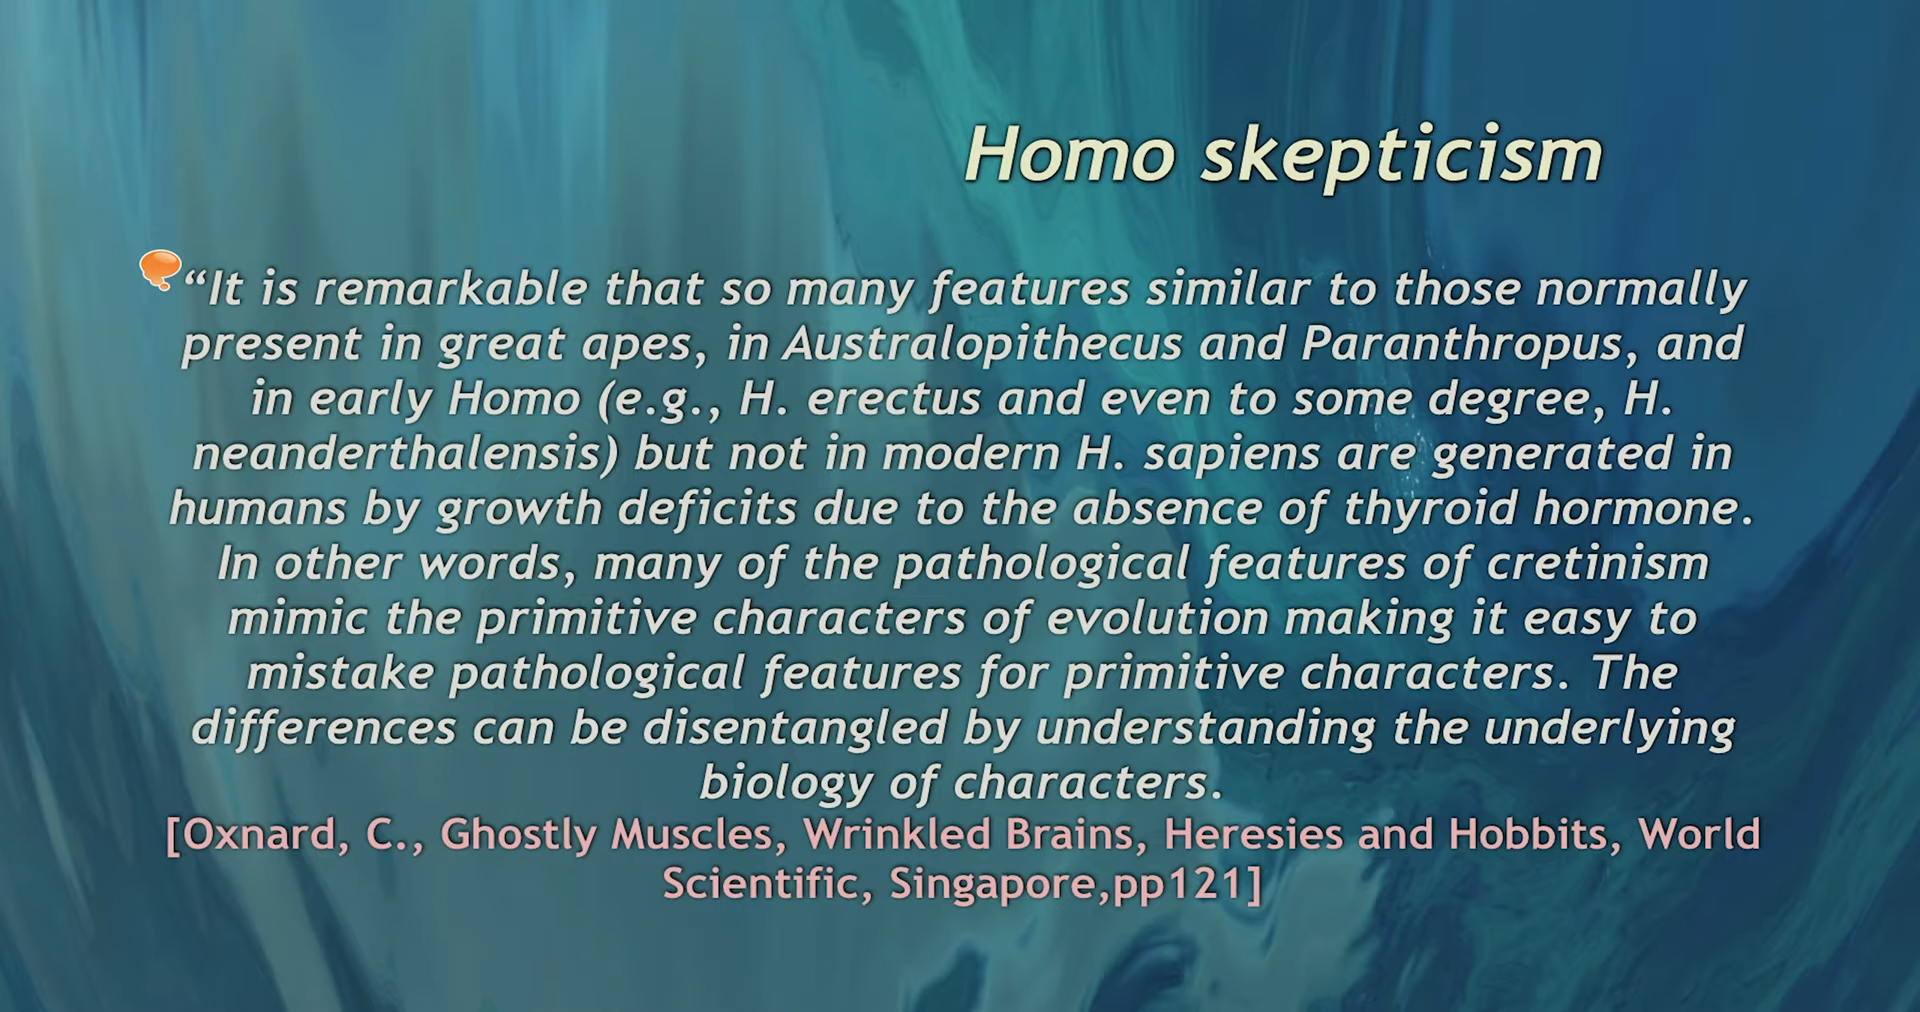 Homo skepticism
“It is remarkable that so many features similar to those normally
present in great apes, in Australopithecus and Paranthropus, and
in early Homo (e.g., H. erectus and even to some degree, H.
neanderthalensis) but not in modern H. sapiens are generated in
humans by growth deficits due to the absence of thyroid hormone.
In other words, many of the pathological features of cretinism
mimic the primitive characters of evolution making it easy to
mistake pathological features for primitive characters. The
differences can be disentangled by understanding the underlying
biology of characters.
[Oxnard, C., Ghostly Muscles, Wrinkled Brains, Heresies and Hobbits, World
Scientific, Singapore,pp121]